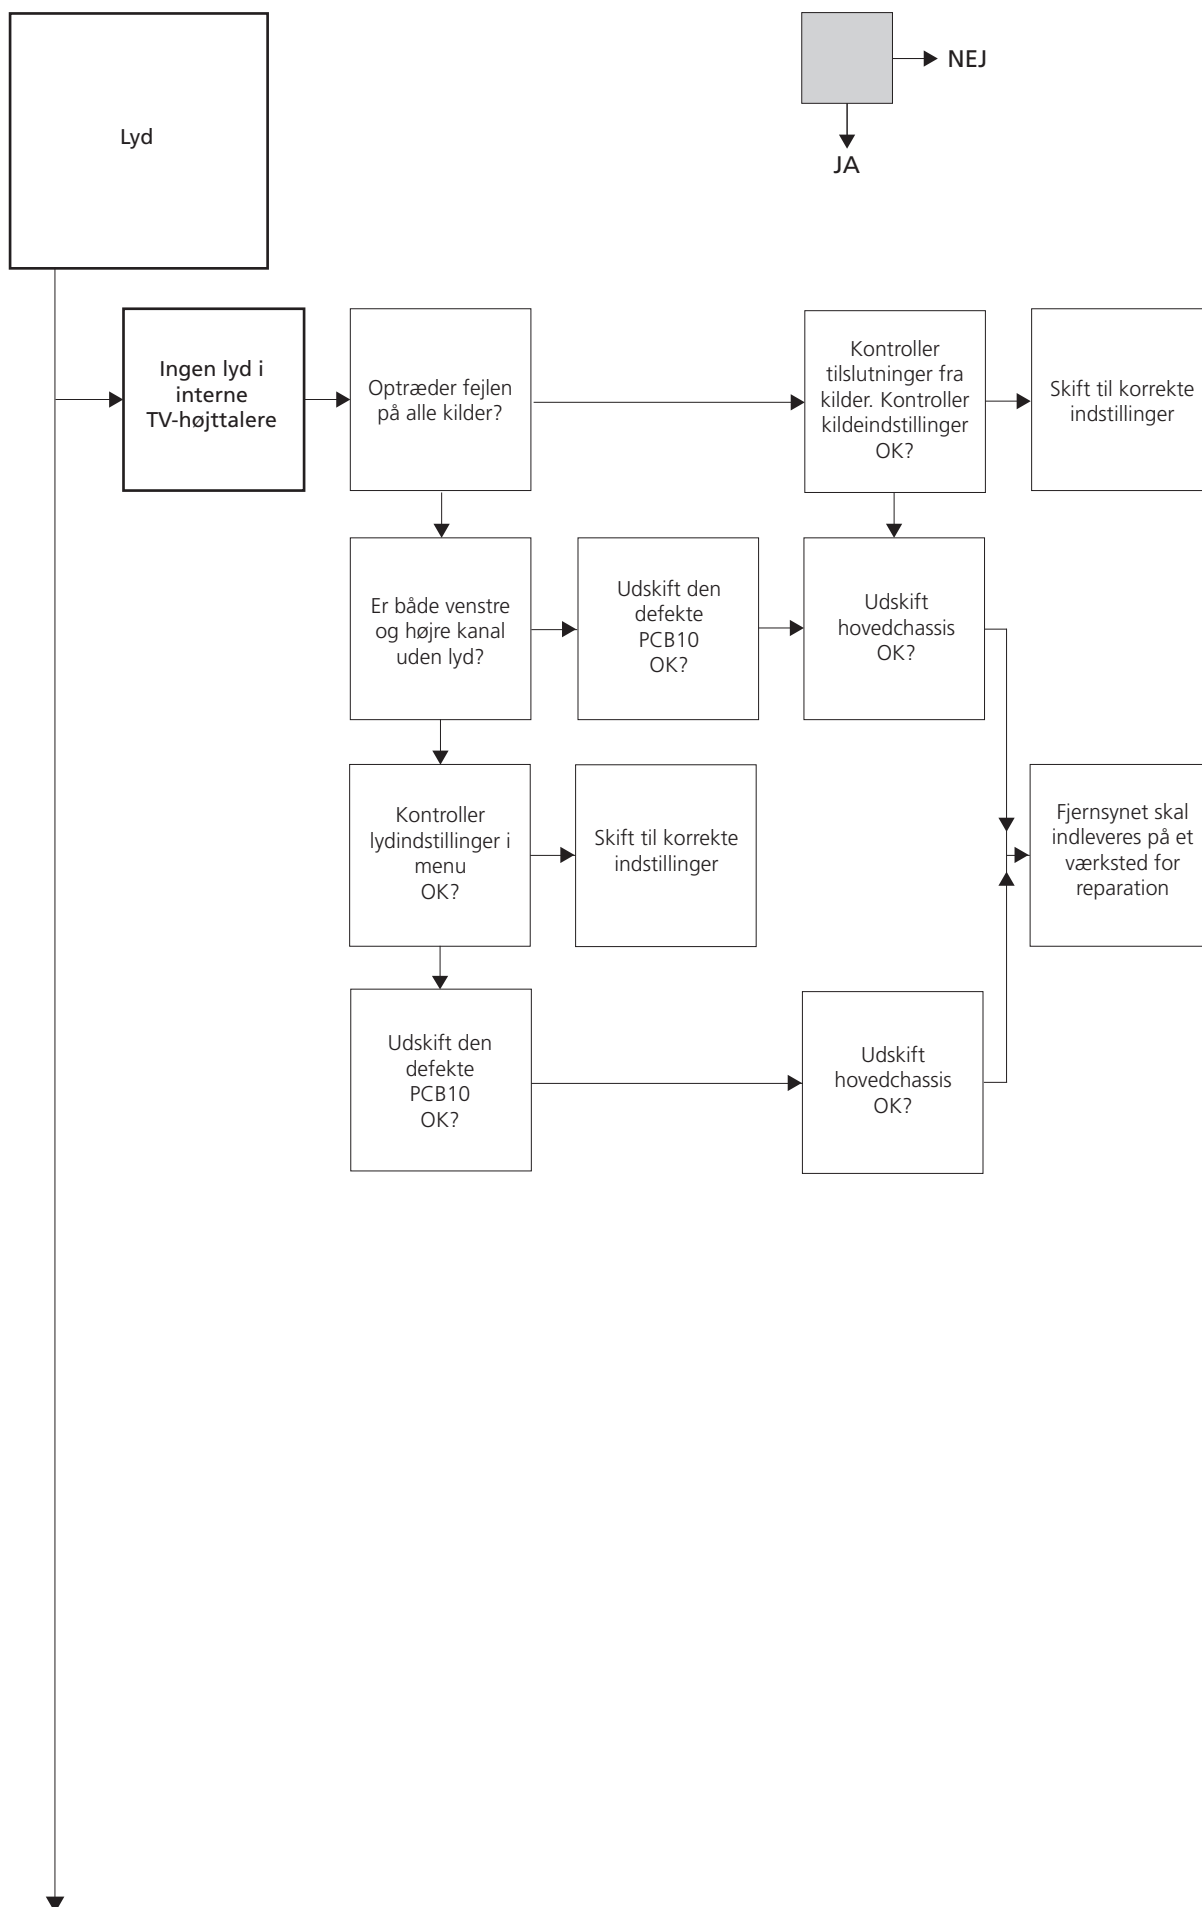 NEJ
JA
Lyd
Ingen lyd i
interne
TV-højttalere
Optræder fejlen
på alle kilder?
Kontroller
tilslutninger fra
kilder. Kontroller
kildeindstillinger
OK?
Skift til korrekte
indstillinger
Er både venstre
og højre kanal
uden lyd?
Udskift den
defekte
PCB10
OK?
Udskift
hovedchassis
OK?
Kontroller
lydindstillinger i
menu
OK?
Skift til korrekte
indstillinger
Fjernsynet skal
indleveres på et
værksted for
reparation
Udskift den
defekte
PCB10
OK?
Udskift
hovedchassis
OK?